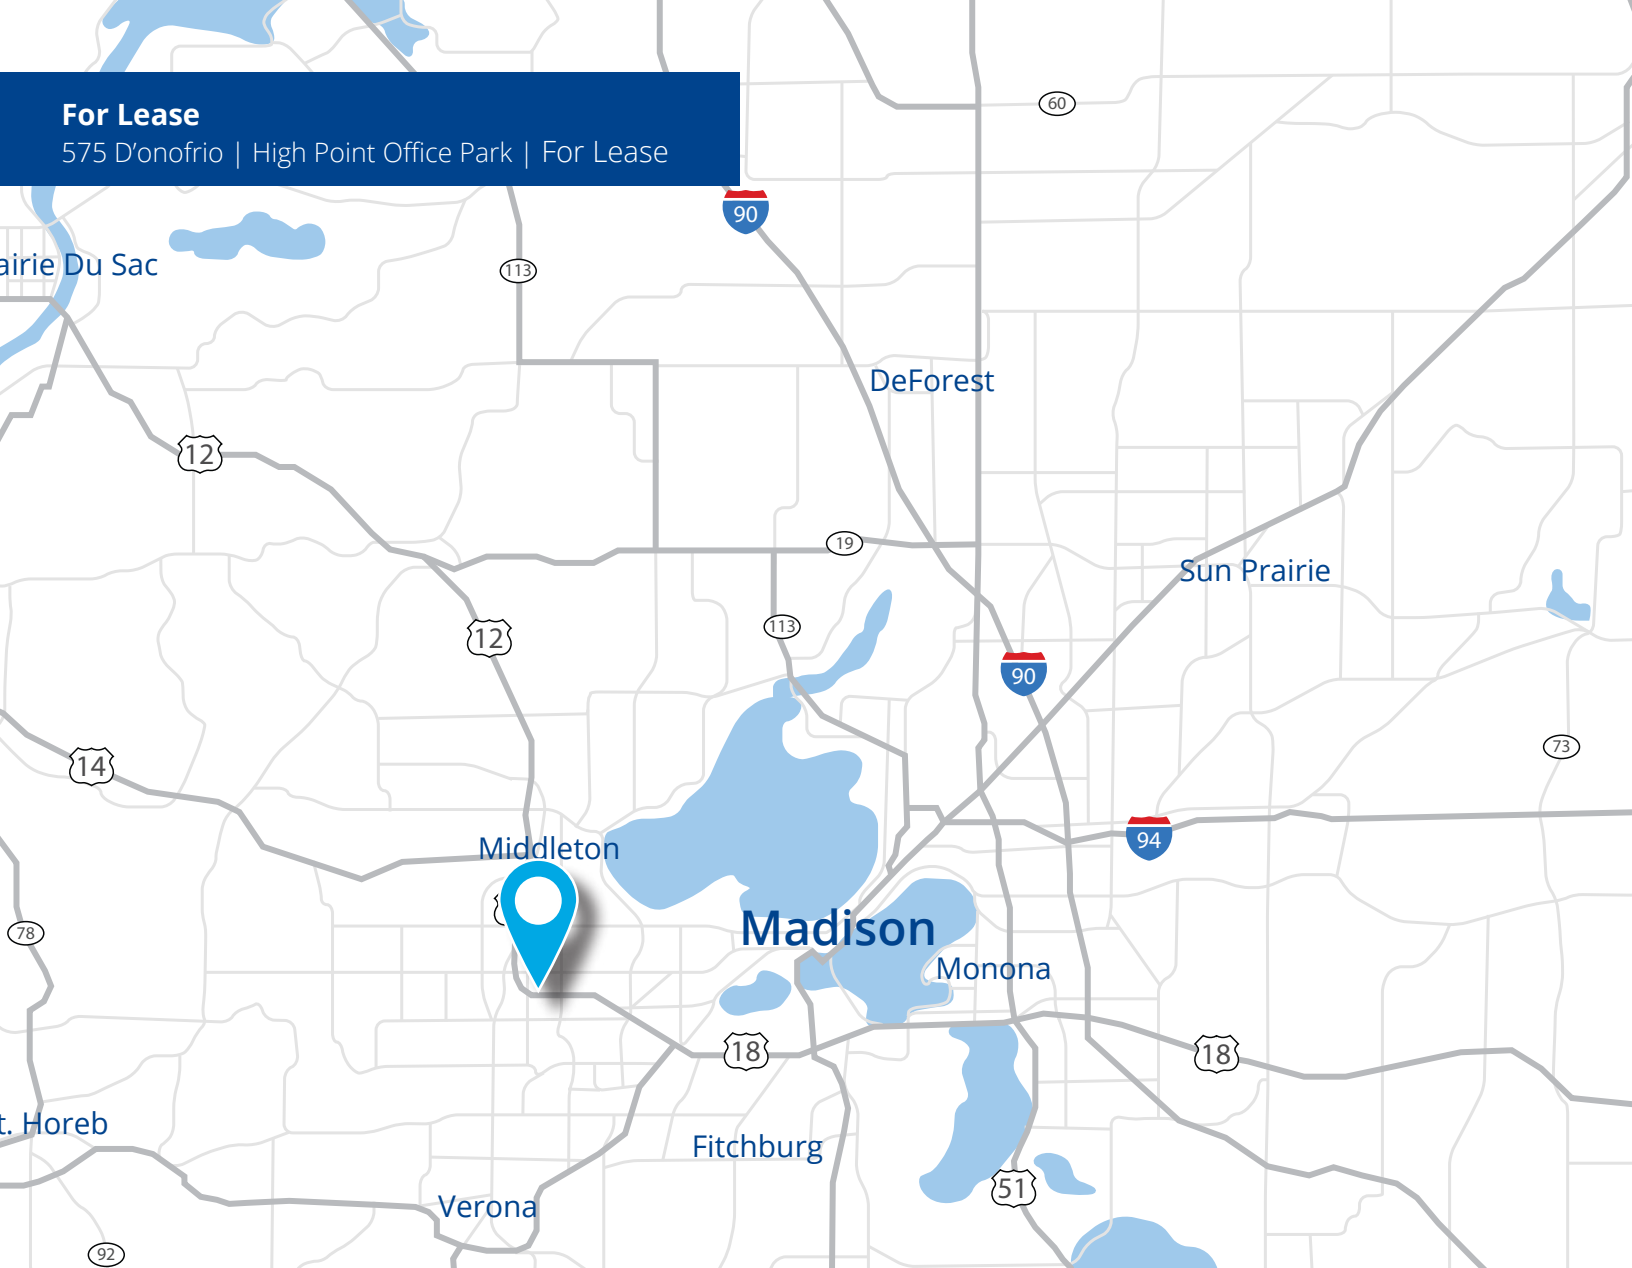 For Lease
575 D’onofrio | High Point Office Park | For Lease
60
90
airie Du Sac
113
DeForest
12
19
Sun Prairie
113
12
90
73
14
94
Middleton
78
Madison
Monona
18
18
t. Horeb
Fitchburg
51
Verona
92